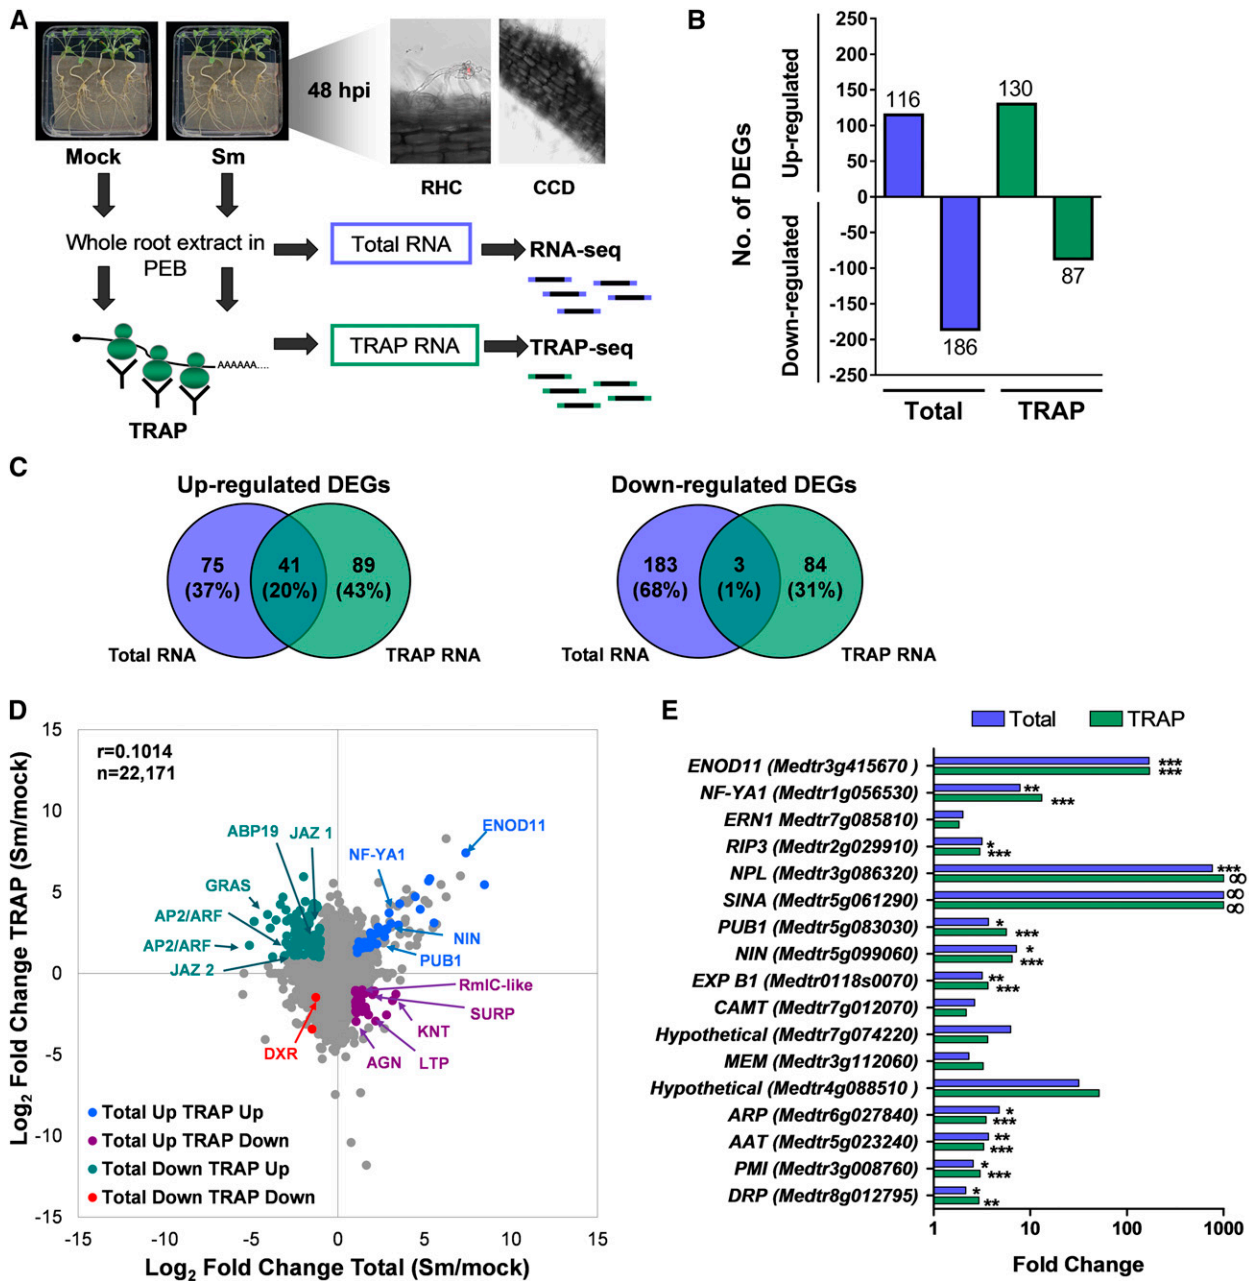 A
48 hpi
Mock
Sm
RHC
CCD
Whole root extract in
PEB
Total RNA
RNA-seq
TRAP RNA
TRAP-seq
AAAAAA....
TRAP
B
No. of DEGs
Up-regulated
Down-regulated
250
200
150
100
50
0
-50
-100
-150
-200
-250
116
186
130
87
Total
TRAP
C
Up-regulated DEGs
75
(37%)
41
(20%)
89
(43%)
Total RNA
TRAP RNA
Down-regulated DEGs
183
(68%)
3
(1%)
84
(31%)
Total RNA
TRAP RNA
D
Log2 Fold Change TRAP (Sm/mock)
15
10
5
0
-5
-10
-15
r=0.1014
n=22,171
ABP19
JAZ 1
GRAS
AP2/ARF
AP2/ARF
JAZ 2
ENOD11
NF-YA1
NIN
PUB1
RmlC-like
SURP
KNT
LTP
AGN
DXR
Total Up TRAP Up
Total Up TRAP Down
Total Down TRAP Up
Total Down TRAP Down
-15
-10
-5
0
5
10
15
Log2 Fold Change Total (Sm/mock)
E
Total
TRAP
ENOD11 (Medtr3g415670 )
***
***
NF-YA1 (Medtr1g056530)
**
***
ERN1 Medtr7g085810)
RIP3 (Medtr2g029910)
*
***
NPL (Medtr3g086320)
***
∞
SINA (Medtr5g061290)
∞
∞
PUB1 (Medtr5g083030)
*
***
NIN (Medtr5g099060)
*
***
EXP B1 (Medtr0118s0070)
**
***
CAMT (Medtr7g012070)
Hypothetical (Medtr7g074220)
MEM (Medtr3g112060)
Hypothetical (Medtr4g088510 )
ARP (Medtr6g027840)
*
***
AAT (Medtr5g023240)
**
***
PMI (Medtr3g008760)
*
***
DRP (Medtr8g012795)
*
**
1
10
100
1000
Fold Change